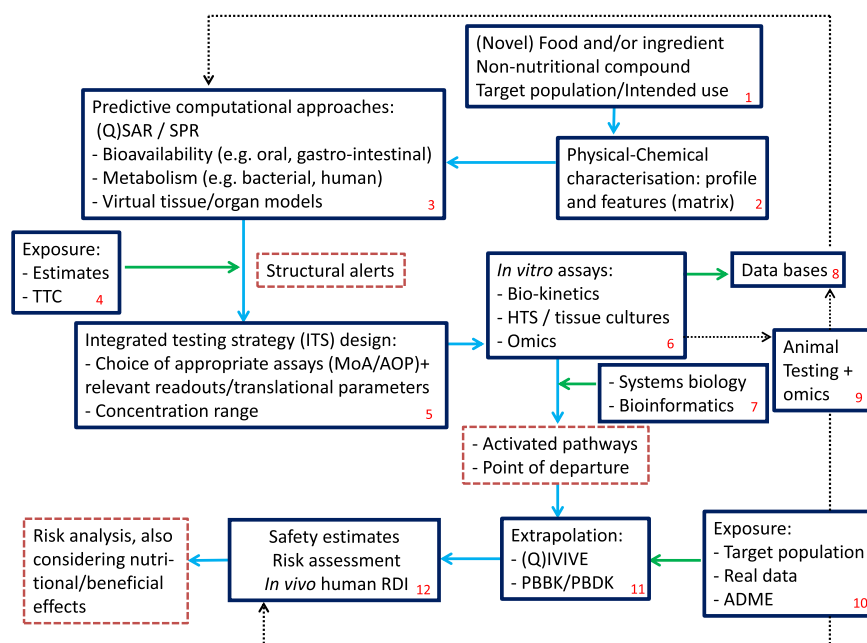 (Novel) Food and/or ingredient
Non-nutritional compound
Target population/Intended use
1
Physical-Chemical
characterisation: profile
and features (matrix)
2
Predictive computational approaches:
(Q)SAR / SPR
- Bioavailability (e.g. oral, gastro-intestinal)
- Metabolism (e.g. bacterial, human)
- Virtual tissue/organ models
3
Exposure:
- Estimates
- TTC
4
Structural alerts
Integrated testing strategy (ITS) design:
- Choice of appropriate assays (MoA/AOP)+
relevant readouts/translational parameters
- Concentration range
5
In vitro assays:
- Bio-kinetics
- HTS / tissue cultures
- Omics
6
- Systems biology
- Bioinformatics
7
Data bases
8
Animal
Testing +
omics
9
- Activated pathways
- Point of departure
Exposure:
- Target population
- Real data
- ADME
10
Extrapolation:
- (Q)IVIVE
- PBBK/PBDK
11
Safety estimates
Risk assessment
In vivo human RDI
12
Risk analysis, also
considering nutri-
tional/beneficial
effects